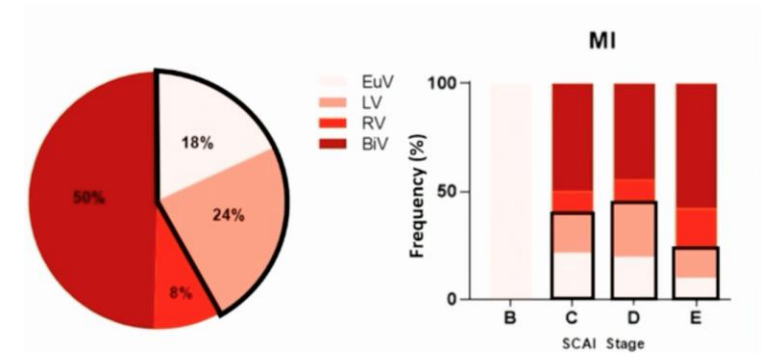 18%
24%
8%
50%
EuV
LV
RV
BiV
MI
Frequency (%)
100
50
0
B C D E
SCAI Stage